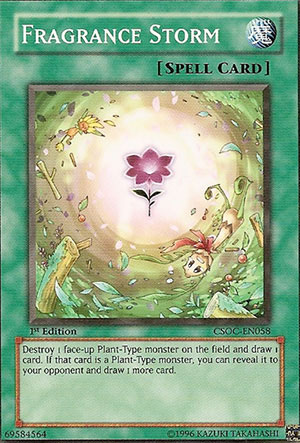 FRAGRANCE STORM
魔
[SPELL CARD]
1st Edition
CSOC-EN058
Destroy 1 face-up Plant-Type monster on the field and draw 1
card. If that card is a Plant-Type monster, you can reveal it to
your opponent and draw 1 more card.
69584564
©1996 KAZUKI TAKAHASHI